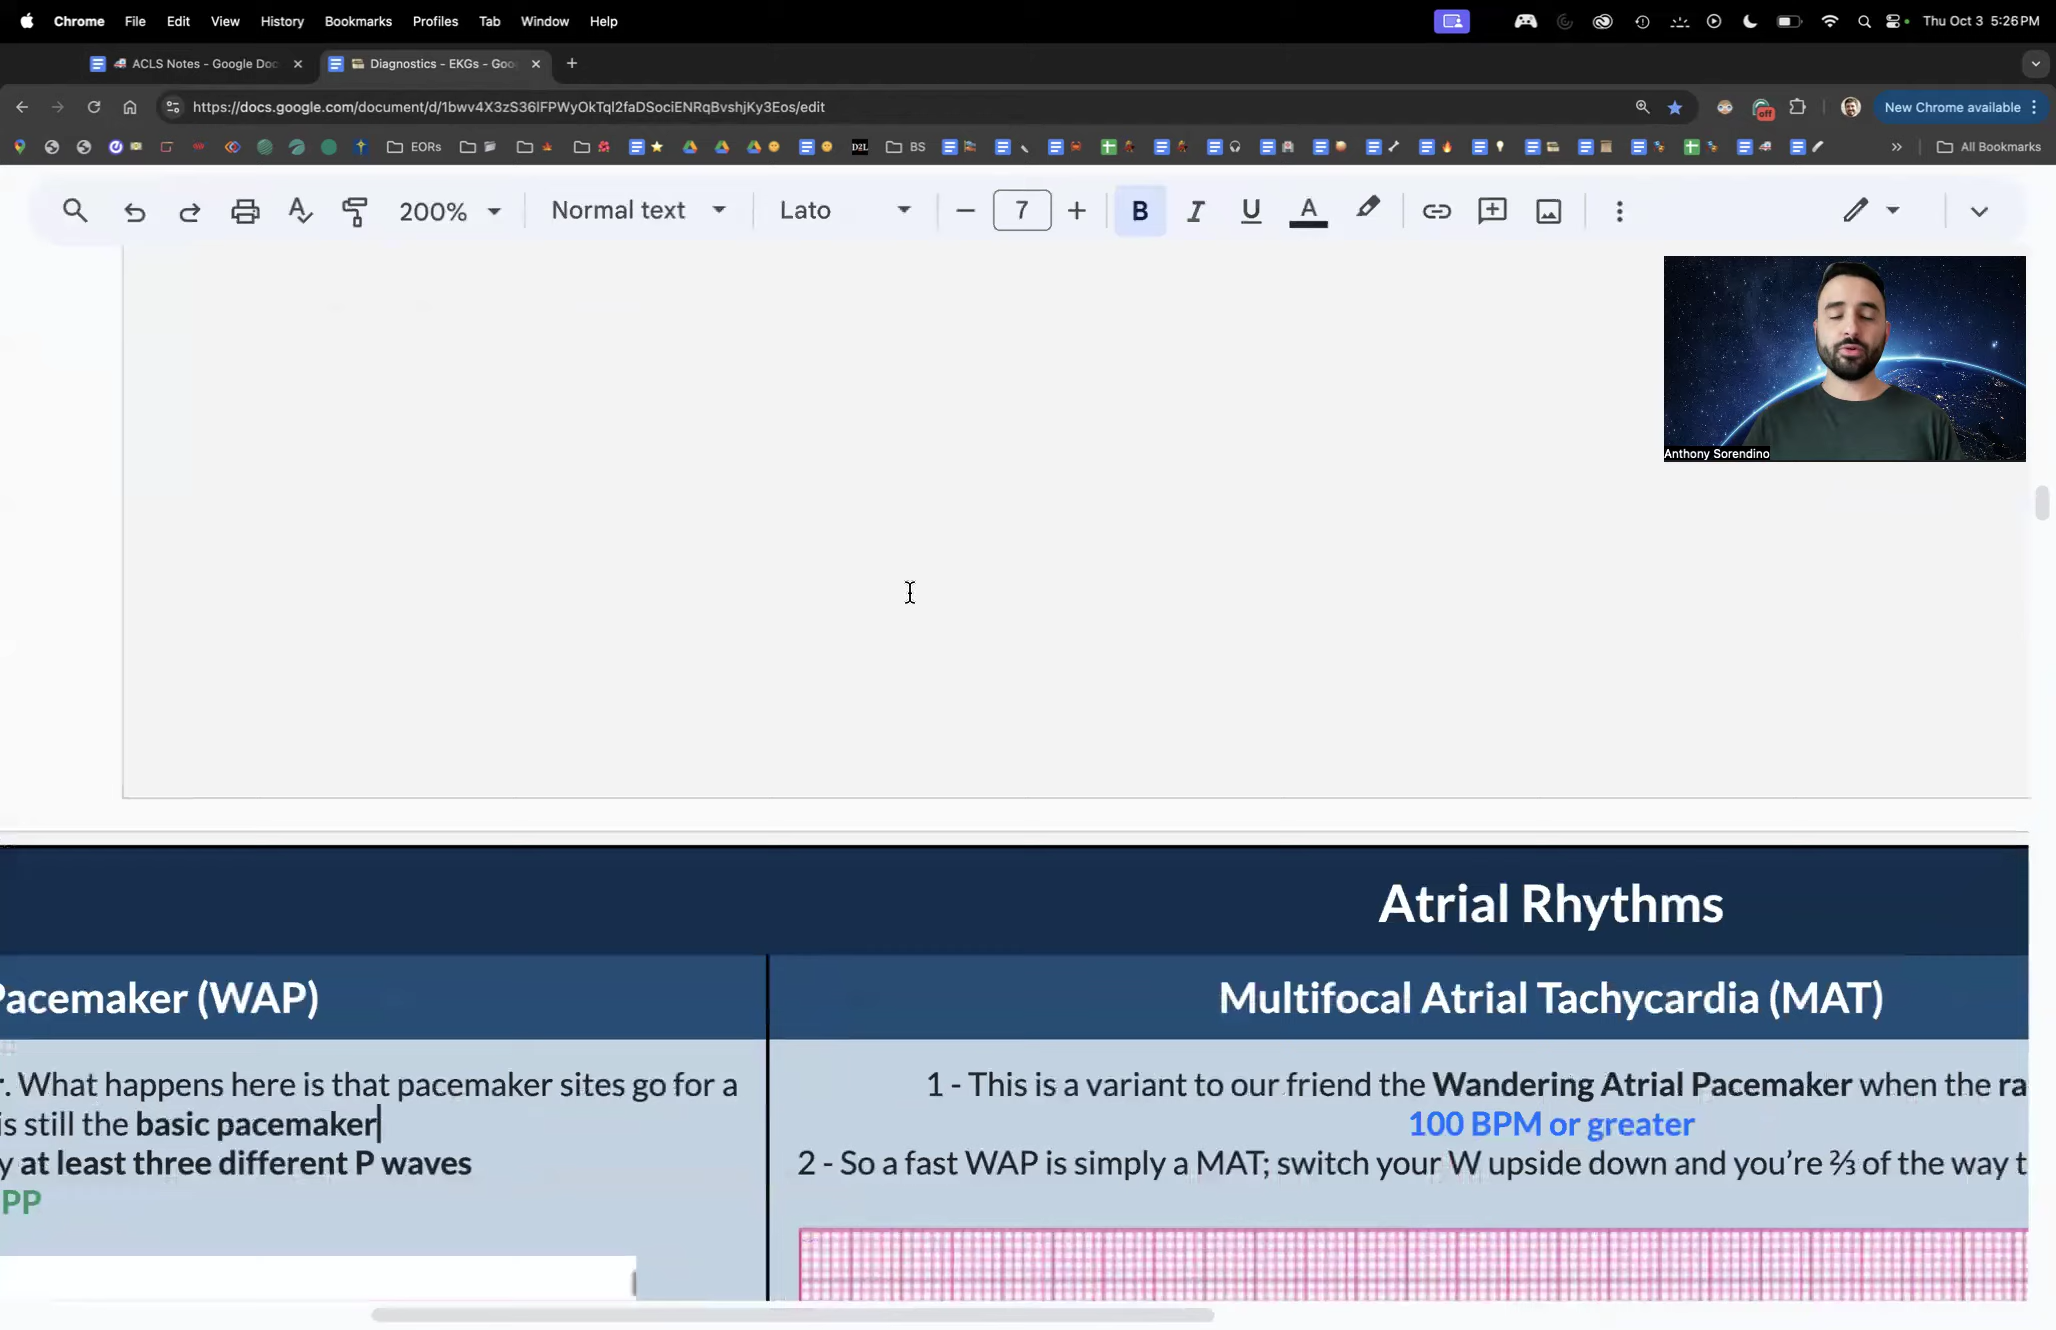 Chrome File Edit View History Bookmarks Profiles Tab Window Help Thu Oct 3 5:26 PM
ACLS Notes - Google Doc Diagnostics - EKGs - Goo
https://docs.google.com/document/d/1bwv4X3zS36lFPWyOkTql2faDSociENRqBvshjKy3Eos/edit New Chrome available
EORs D2L BS All Bookmarks
200% Normal text Lato 7 B I U A
Anthony Sorendino
Atrial Rhythms
Pacemaker (WAP)
Multifocal Atrial Tachycardia (MAT)
r. What happens here is that pacemaker sites go for a
is still the basic pacemaker
y at least three different P waves
PP
1 - This is a variant to our friend the Wandering Atrial Pacemaker when the ra
100 BPM or greater
2 - So a fast WAP is simply a MAT; switch your W upside down and you're ⅔ of the way t